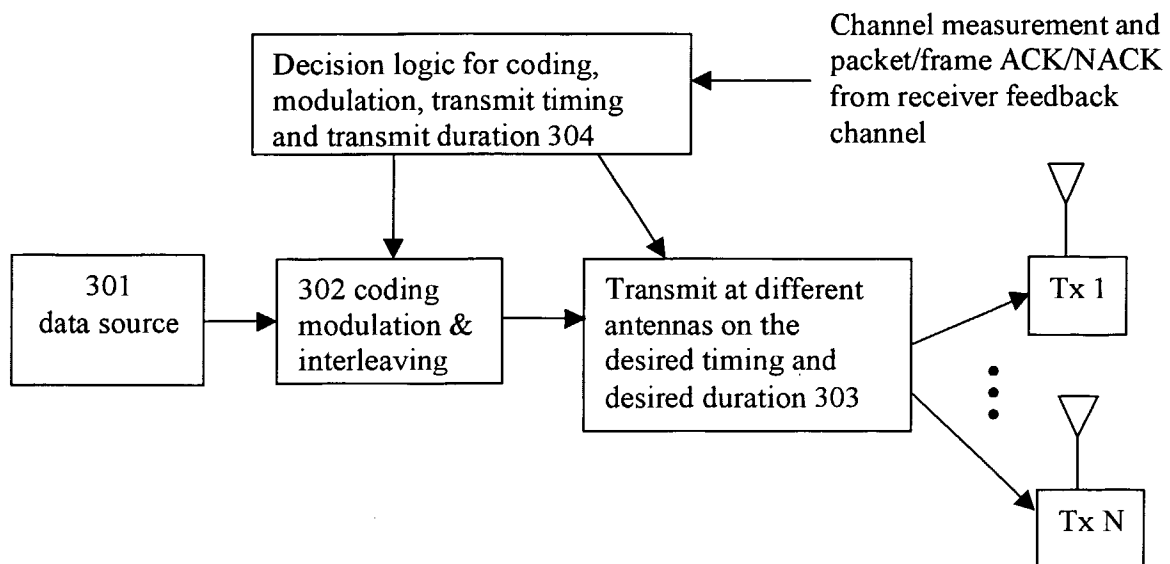 Channel measurement and
packet/frame ACK/NACK
from receiver feedback
channel
Decision logic for coding,
modulation, transmit timing
and transmit duration 304
301
data source
302 coding
modulation &
interleaving
Transmit at different
antennas on the
desired timing and
desired duration 303
Tx 1
Tx N